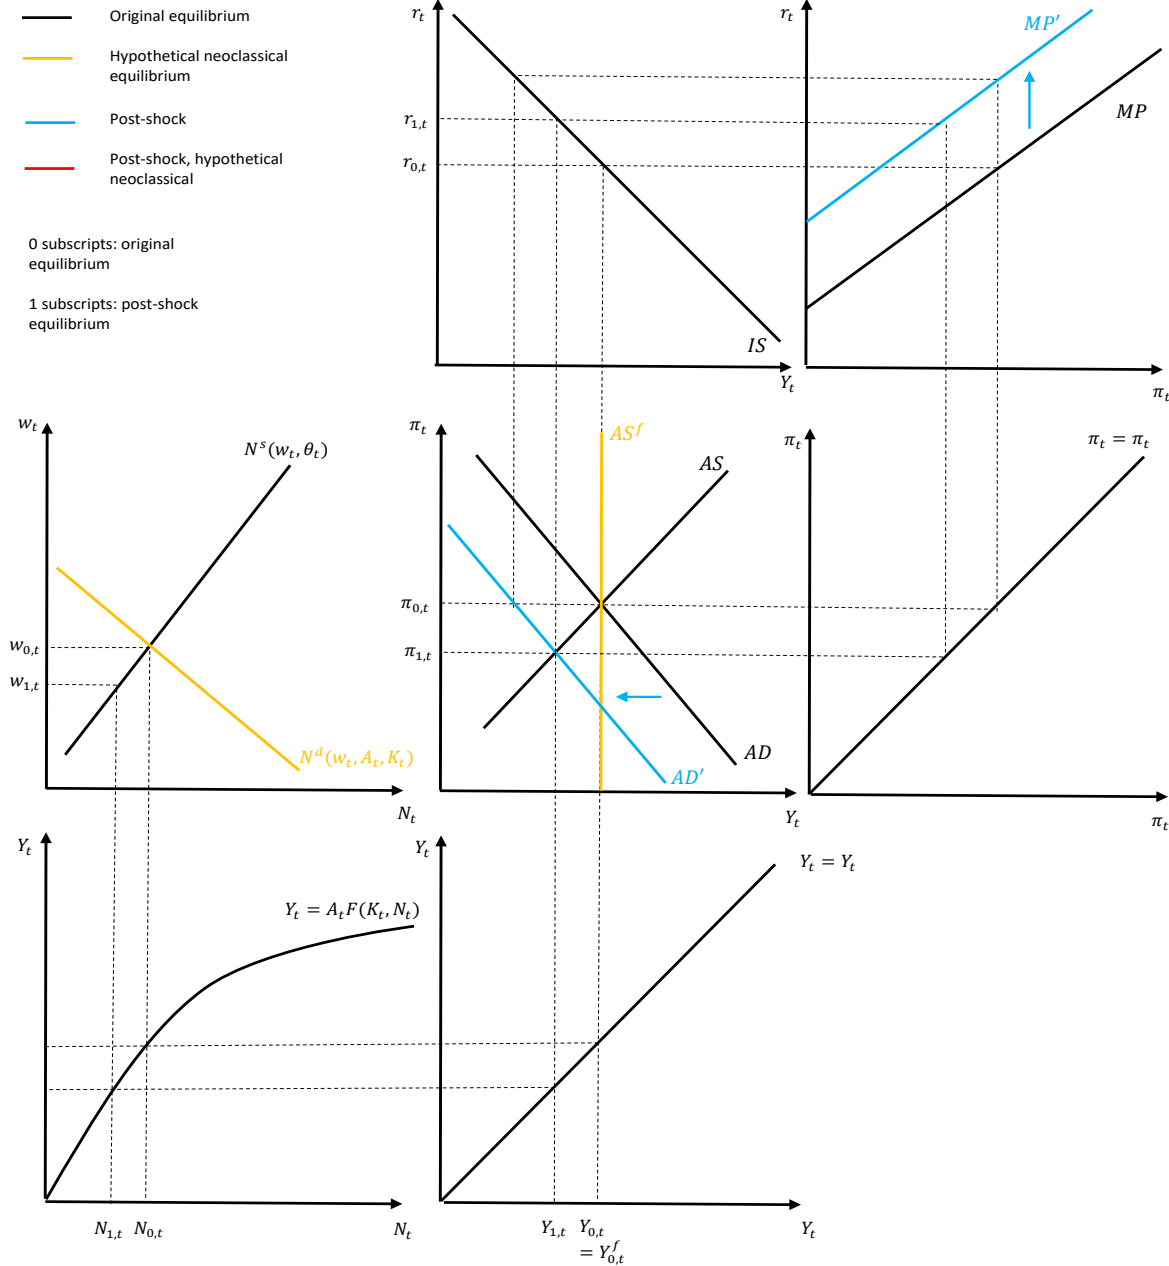 Original equilibrium
Hypothetical neoclassical
equilibrium
Post-shock
Post-shock, hypothetical
neoclassical
0 subscripts: original
equilibrium
1 subscripts: post-shock
equilibrium
r_t
r_{1,t}
r_{0,t}
IS
Y_t
r_t
MP′
MP
π_t
w_t
N^s(w_t, θ_t)
w_{0,t}
w_{1,t}
N^d(w_t, A_t, K_t)
N_t
π_t
AS^f
AS
π_{0,t}
π_{1,t}
AD
AD′
Y_t
π_t
π_t = π_t
π_t
Y_t
Y_t = A_tF(K_t, N_t)
N_{1,t}
N_{0,t}
N_t
Y_t
Y_t = Y_t
Y_{1,t}
Y_{0,t}
= Y^f_{0,t}
Y_t